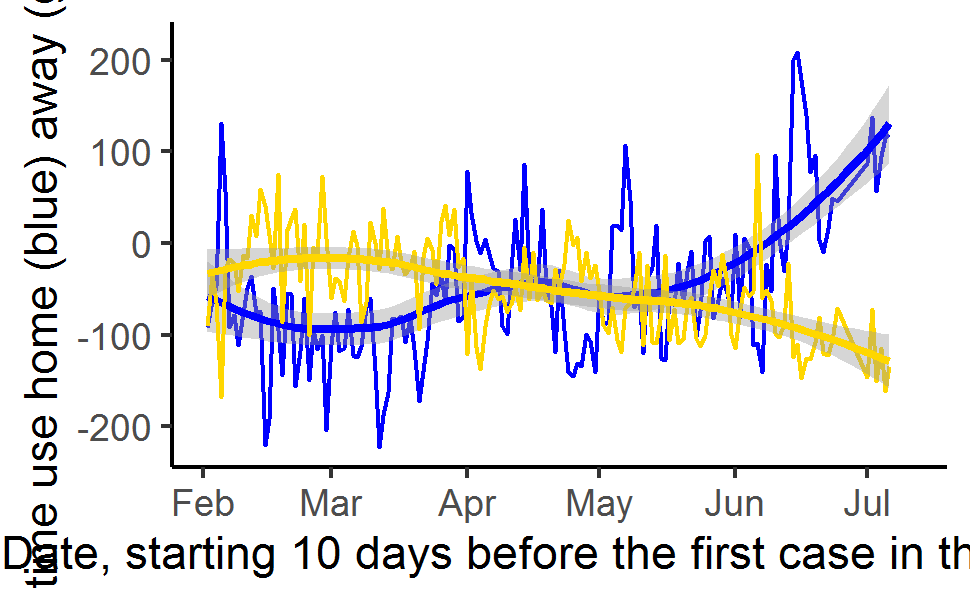 time use home (blue) away (
200
100
0
-100
-200
Feb Mar Apr May Jun Jul
Date, starting 10 days before the first case in th